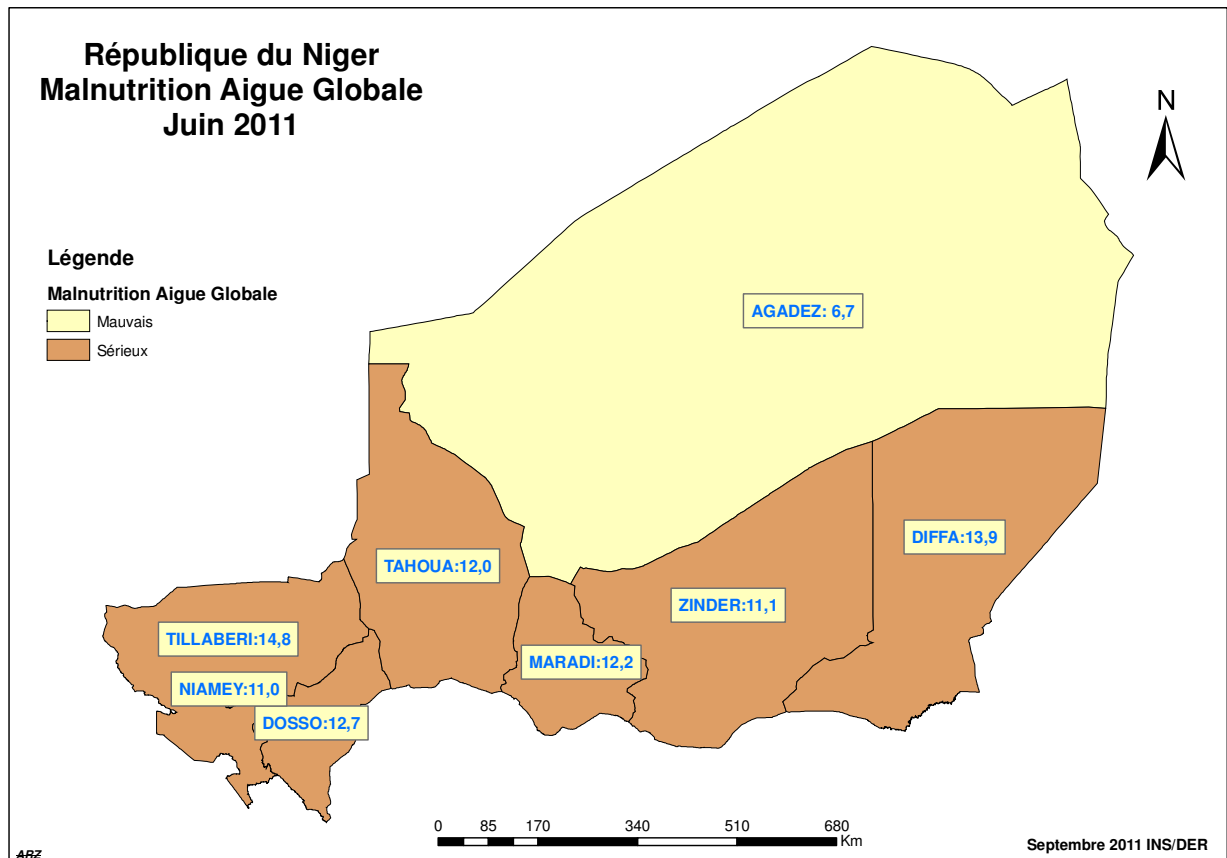 République du Niger
Malnutrition Aigue Globale
Juin 2011
N
Légende
Malnutrition Aigue Globale
Mauvais
Sérieux
AGADEZ: 6,7
DIFFA:13,9
TAHOUA:12,0
ZINDER:11,1
TILLABERI:14,8
MARADI:12,2
NIAMEY:11,0
DOSSO:12,7
0 85 170 340 510 680
Km
Septembre 2011 INS/DER
ABZ